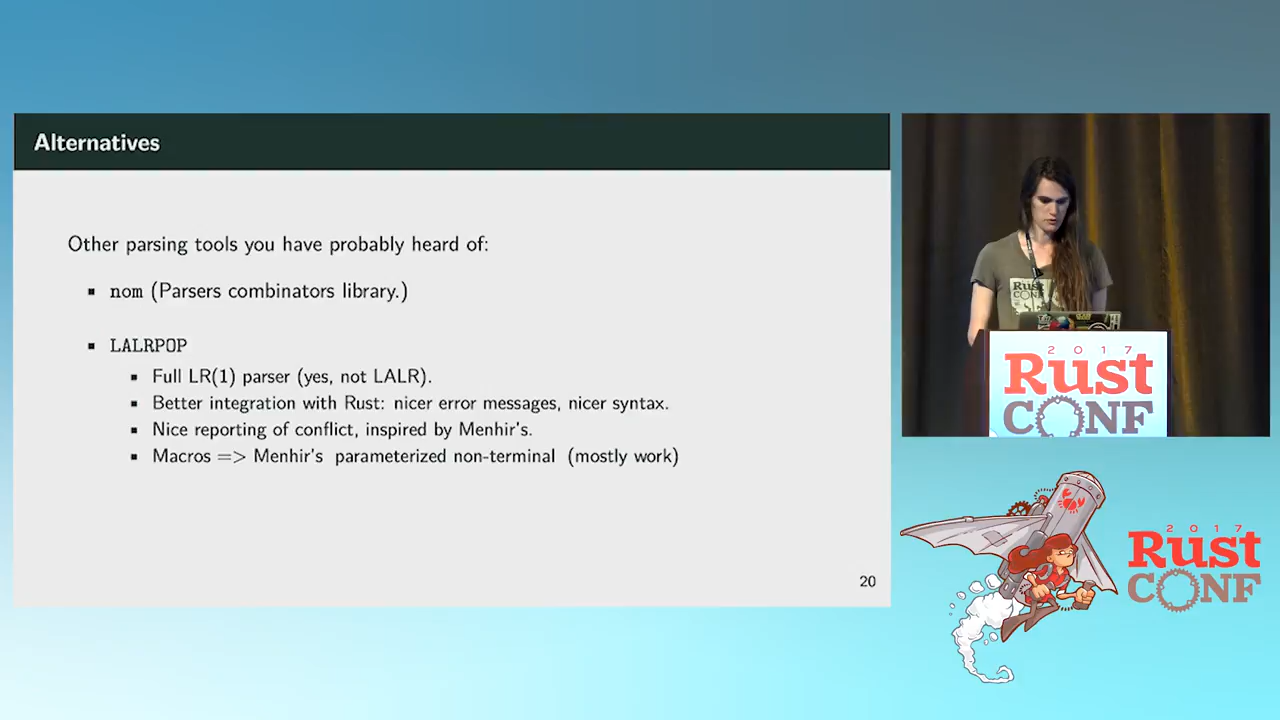 Alternatives
Other parsing tools you have probably heard of:
▪ nom (Parsers combinators library.)
▪ LALRPOP
▪ Full LR(1) parser (yes, not LALR).
▪ Better integration with Rust: nicer error messages, nicer syntax.
▪ Nice reporting of conflict, inspired by Menhir's.
▪ Macros => Menhir's parameterized non-terminal (mostly work)
20
Rust
CONF
2017
Rust
CONF
2017
Rust
CONF